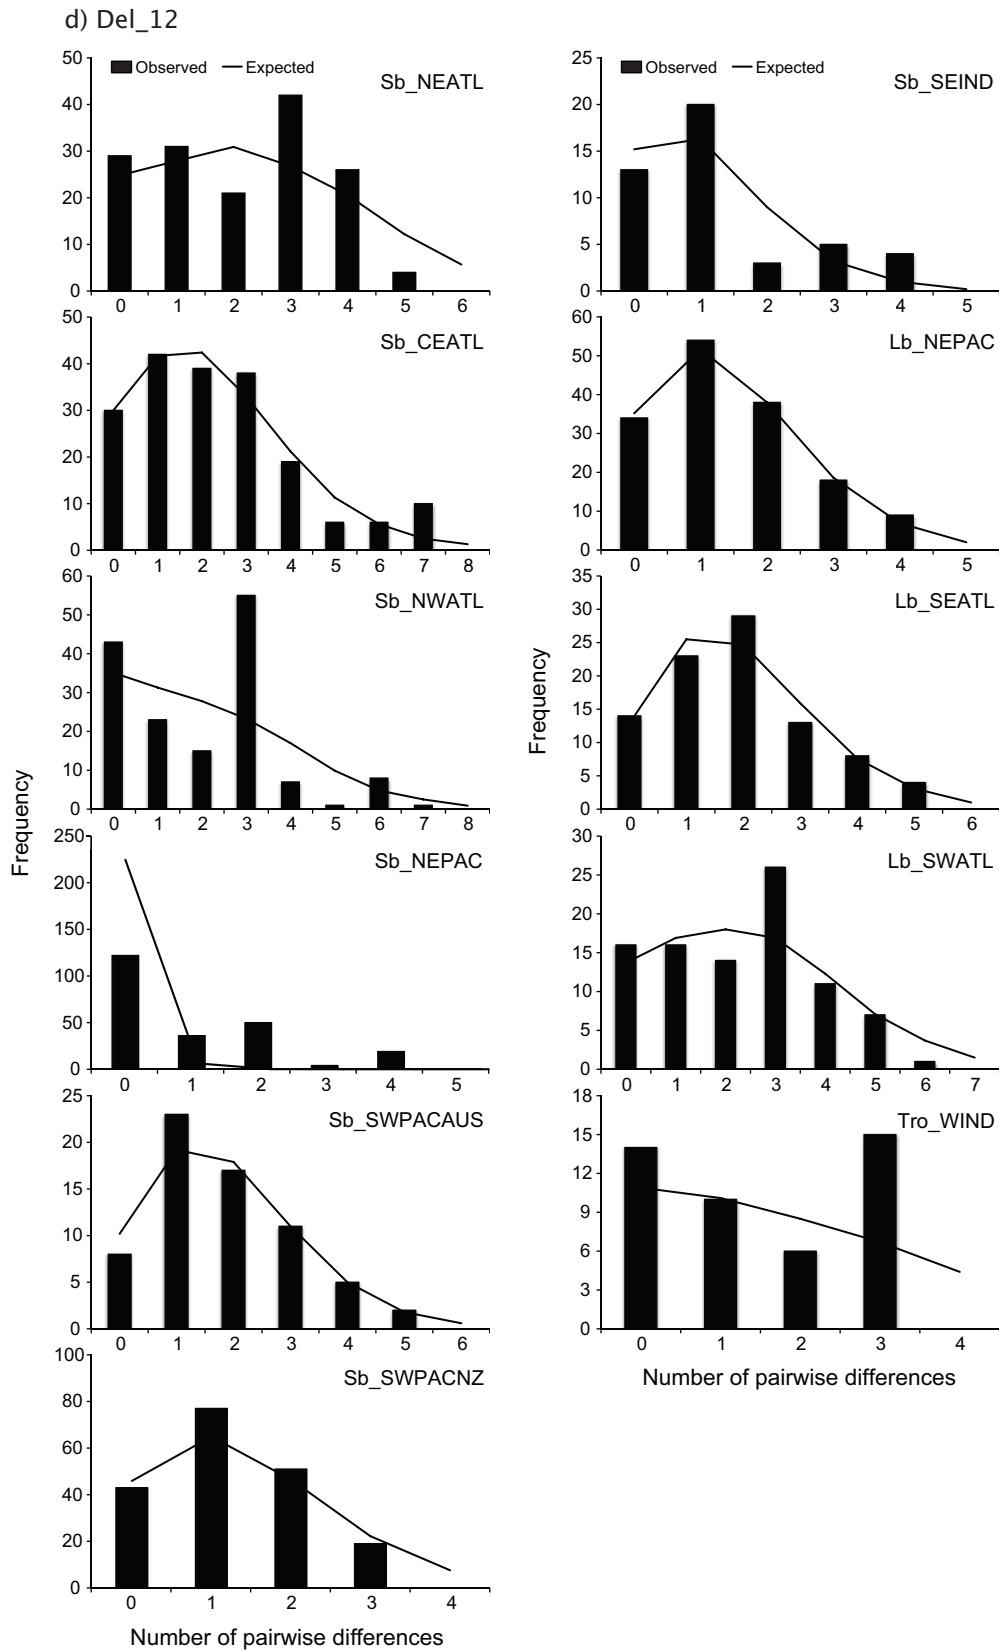 d) Del_12
Observed Expected
Sb_NEATL
50
40
30
20
10
0
0 1 2 3 4 5 6
Sb_CEATL
50
40
30
20
10
0
0 1 2 3 4 5 6 7 8
Sb_NWATL
60
50
40
30
20
10
0
0 1 2 3 4 5 6 7 8
Frequency
Sb_NEPAC
250
200
150
100
50
0
0 1 2 3 4 5
Sb_SWPACAUS
25
20
15
10
5
0
0 1 2 3 4 5 6
Sb_SWPACNZ
100
80
60
40
20
0
0 1 2 3 4
Number of pairwise differences
Observed Expected
Sb_SEIND
25
20
15
10
5
0
0 1 2 3 4 5
Lb_NEPAC
60
50
40
30
20
10
0
0 1 2 3 4 5
Lb_SEATL
35
30
25
20
15
10
5
0
0 1 2 3 4 5 6
Frequency
Lb_SWATL
30
25
20
15
10
5
0
0 1 2 3 4 5 6 7
Tro_WIND
18
15
12
9
6
3
0
0 1 2 3 4
Number of pairwise differences